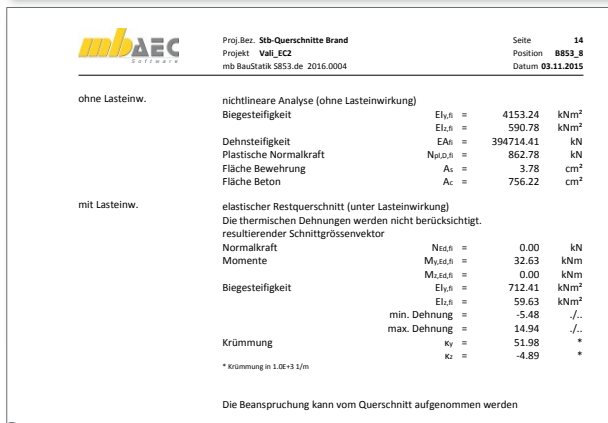 mb AEC
Software
Proj.Bez. Stb-Querschnitte Brand Seite 14
Projekt Vali_EC2 Position B853_8
mb BauStatik S853.de 2016.0004 Datum 03.11.2015
ohne Lasteinw. nichtlineare Analyse (ohne Lasteinwirkung)
Biegesteifigkeit EIy,fi = 4153.24 kNm²
EIz,fi = 590.78 kNm²
Dehnsteifigkeit EAfi = 394714.41 kN
Plastische Normalkraft Npl,D,fi = 862.78 kN
Fläche Bewehrung As = 3.78 cm²
Fläche Beton Ac = 756.22 cm²
mit Lasteinw. elastischer Restquerschnitt (unter Lasteinwirkung)
Die thermischen Dehnungen werden nicht berücksichtigt.
resultierender Schnittgrössenvektor
Normalkraft NEd,fi = 0.00 kN
Momente My,Ed,fi = 32.63 kNm
Mz,Ed,fi = 0.00 kNm
Biegesteifigkeit EIy,fi = 712.41 kNm²
EIz,fi = 59.63 kNm²
min. Dehnung = -5.48 ./..
max. Dehnung = 14.94 ./..
Krümmung κy = 51.98 *
κz = -4.89 *
* Krümmung in 1.0E+3 1/m
Die Beanspruchung kann vom Querschnitt aufgenommen werden